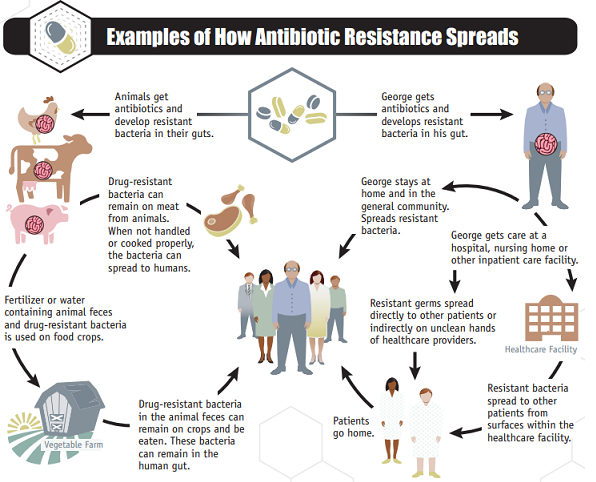 Examples of How Antibiotic Resistance Spreads
Animals get
antibiotics and
develop resistant
bacteria in their guts.
George gets
antibiotics and
develops resistant
bacteria in his gut.
Drug-resistant
bacteria can
remain on meat
from animals.
When not handled
or cooked properly,
the bacteria can
spread to humans.
George stays at
home and in the
general community.
Spreads resistant
bacteria.
George gets care at a
hospital, nursing home or
other inpatient care facility.
Fertilizer or water
containing animal feces
and drug-resistant bacteria
is used on food crops.
Resistant germs spread
directly to other patients or
indirectly on unclean hands
of healthcare providers.
Healthcare Facility
Vegetable Farm
Drug-resistant bacteria
in the animal feces can
remain on crops and be
eaten. These bacteria
can remain in the
human gut.
Patients
go home.
Resistant bacteria
spread to other
patients from
surfaces within the
healthcare facility.